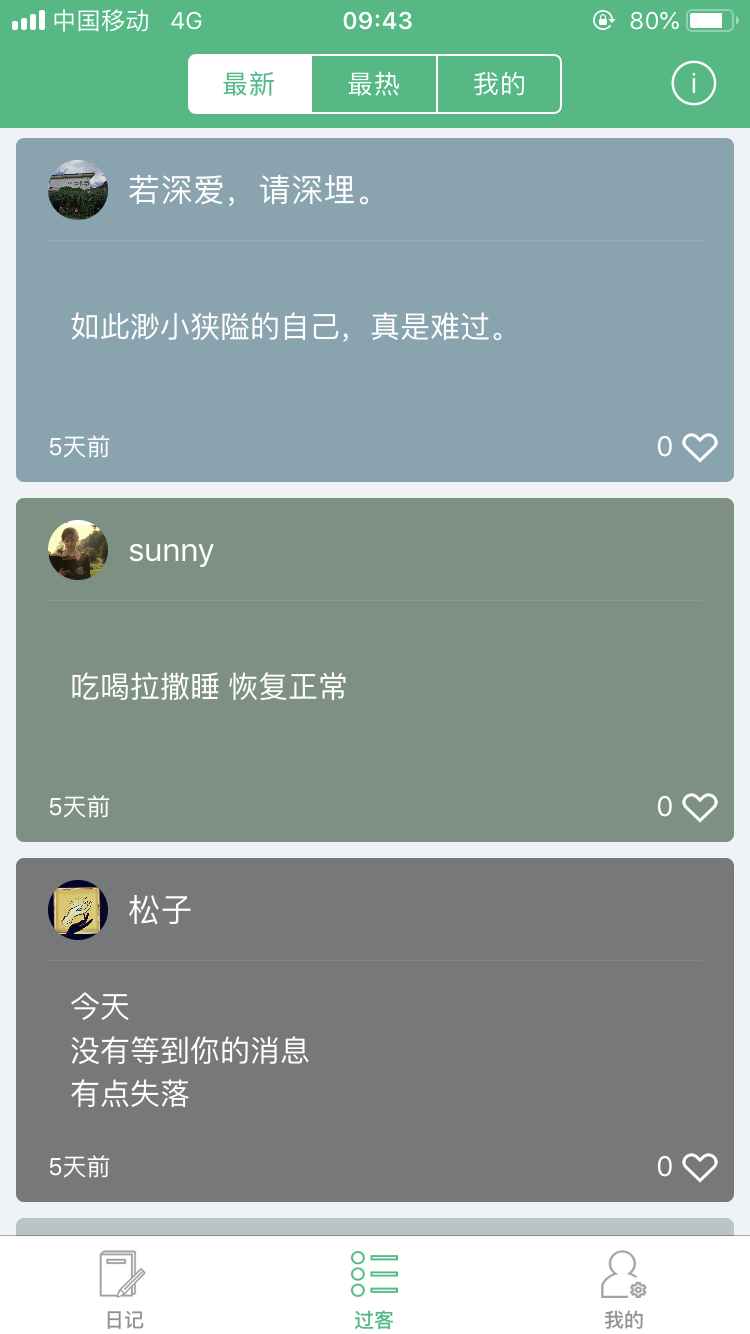 中国移动 4G 09:43 80%
最新 最热 我的 i
若深爱，请深埋。
如此渺小狭隘的自己，真是难过。
5天前 0
sunny
吃喝拉撒睡 恢复正常
5天前 0
松子
今天
没有等到你的消息
有点失落
5天前 0
日记 过客 我的